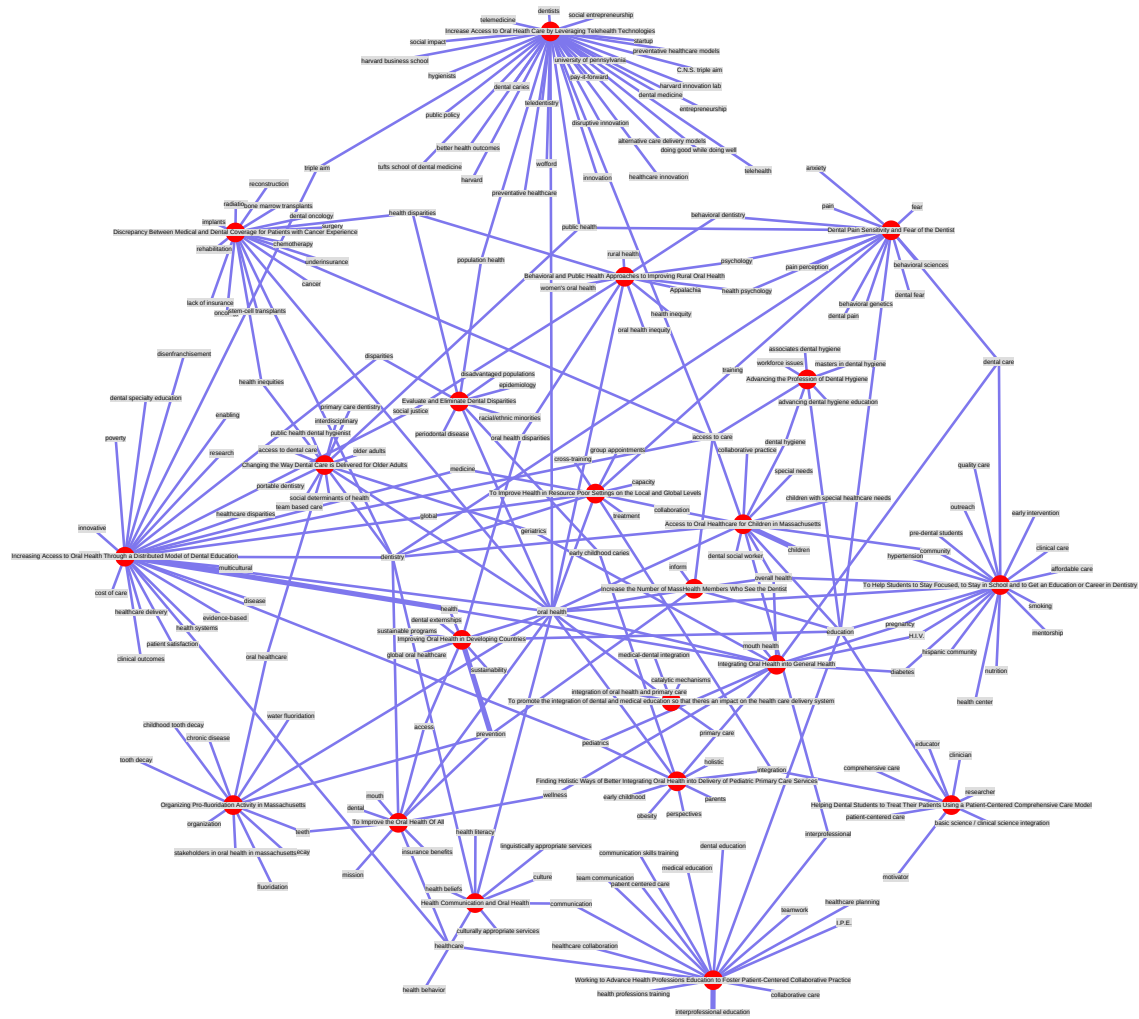 dentists
social entrepreneurship
telemedicine
Increase Access to Oral Heath Care by Leveraging Telehealth Technologies
social impact
startup
preventative healthcare models
harvard business school
university of pennsylvania
C.N.S. triple aim
hygienists
pay-it-forward
dental caries
harvard innovation lab
dental medicine
teledentistry
entrepreneurship
public policy
disruptive innovation
better health outcomes
alternative care delivery models
doing good while doing well
tufts school of dental medicine
wofford
triple aim
anxiety
telehealth
harvard
innovation
healthcare innovation
reconstruction
preventative healthcare
bone marrow transplants
pain
fear
dental oncology
health disparities
behavioral dentistry
implants
surgery
public health
Discrepancy Between Medical and Dental Coverage for Patients with Cancer Experience
Dental Pain Sensitivity and Fear of the Dentist
chemotherapy
rehabilitation
rural health
underinsurance
population health
psychology
pain perception
behavioral sciences
Behavioral and Public Health Approaches to Improving Rural Oral Health
cancer
women's oral health
Appalachia
health psychology
dental fear
lack of insurance
behavioral genetics
stem-cell transplants
health inequity
dental pain
oral health inequity
associates dental hygiene
disenfranchisement
disparities
workforce issues
masters in dental hygiene
dental care
training
health inequities
disadvantaged populations
Advancing the Profession of Dental Hygiene
epidemiology
dental specialty education
Evaluate and Eliminate Dental Disparities
advancing dental hygiene education
primary care dentistry
social justice
enabling
interdisciplinary
racial/ethnic minorities
public health dental hygienist
periodontal disease
oral health disparities
access to care
poverty
dental hygiene
access to dental care
older adults
group appointments
collaborative practice
research
cross-training
quality care
Changing the Way Dental Care is Delivered for Older Adults
medicine
special needs
portable dentistry
capacity
To Improve Health in Resource Poor Settings on the Local and Global Levels
social determinants of health
children with special healthcare needs
team based care
outreach
healthcare disparities
global
treatment
collaboration
early intervention
Access to Oral Healthcare for Children in Massachusetts
innovative
geriatrics
pre-dental students
clinical care
Increasing Access to Oral Health Through a Distributed Model of Dental Education
dentistry
early childhood caries
dental social worker
children
hypertension
community
multicultural
inform
affordable care
overall health
To Help Students to Stay Focused, to Stay in School and to Get an Education or Career in Dentistry
cost of care
Increase the Number of MassHealth Members Who See the Dentist
disease
healthcare delivery
health
oral health
smoking
evidence-based
dental externships
pregnancy
health systems
sustainable programs
education
mentorship
H.I.V.
Improving Oral Health in Developing Countries
patient satisfaction
mouth health
hispanic community
global oral healthcare
medical-dental integration
oral healthcare
clinical outcomes
Integrating Oral Health into General Health
sustainability
diabetes
nutrition
catalytic mechanisms
integration of oral health and primary care
To promote the integration of dental and medical education so that theres an impact on the health care delivery system
health center
water fluoridation
childhood tooth decay
access
chronic disease
prevention
primary care
pediatrics
educator
clinician
tooth decay
holistic
comprehensive care
integration
Finding Holistic Ways of Better Integrating Oral Health into Delivery of Pediatric Primary Care Services
mouth
wellness
early childhood
parents
researcher
Organizing Pro-fluoridation Activity in Massachusetts
dental
Helping Dental Students to Treat Their Patients Using a Patient-Centered Comprehensive Care Model
obesity
perspectives
patient-centered care
organization
To Improve the Oral Health Of All
basic science / clinical science integration
teeth
health literacy
interprofessional
linguistically appropriate services
dental education
stakeholders in oral health in massachusetts
insurance benefits
communication skills training
medical education
mission
culture
team communication
patient centered care
motivator
fluoridation
health beliefs
Health Communication and Oral Health
communication
healthcare planning
teamwork
I.P.E.
culturally appropriate services
healthcare
healthcare collaboration
Working to Advance Health Professions Education to Foster Patient-Centered Collaborative Practice
health behavior
health professions training
collaborative care
interprofessional education